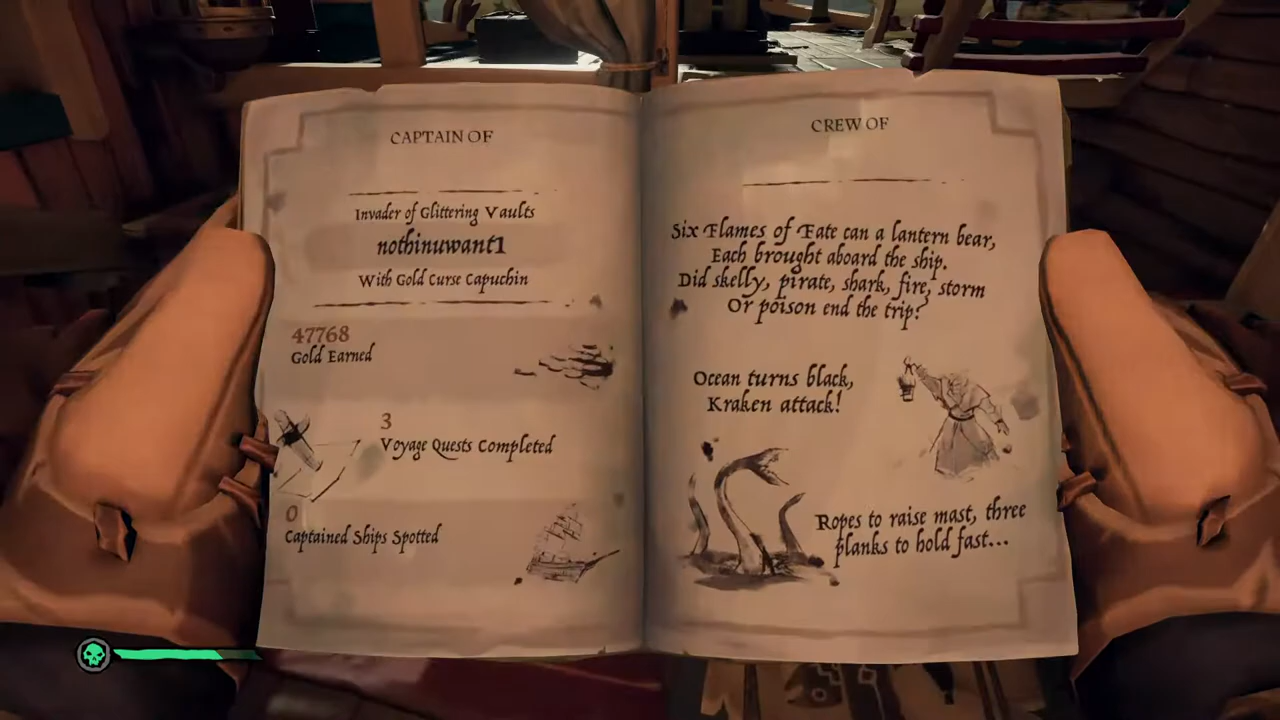 CAPTAIN OF
Invader of Glittering Vaults
nothinuwant1
With Gold Curse Capuchin
47768
Gold Earned
3
Voyage Quests Completed
0
Captained Ships Spotted
CREW OF
Six Flames of Fate can a lantern bear,
Each brought aboard the ship.
Did skelly, pirate, shark, fire, storm
Or poison end the trip?
Ocean turns black,
Kraken attack!
Ropes to raise mast, three
planks to hold fast...